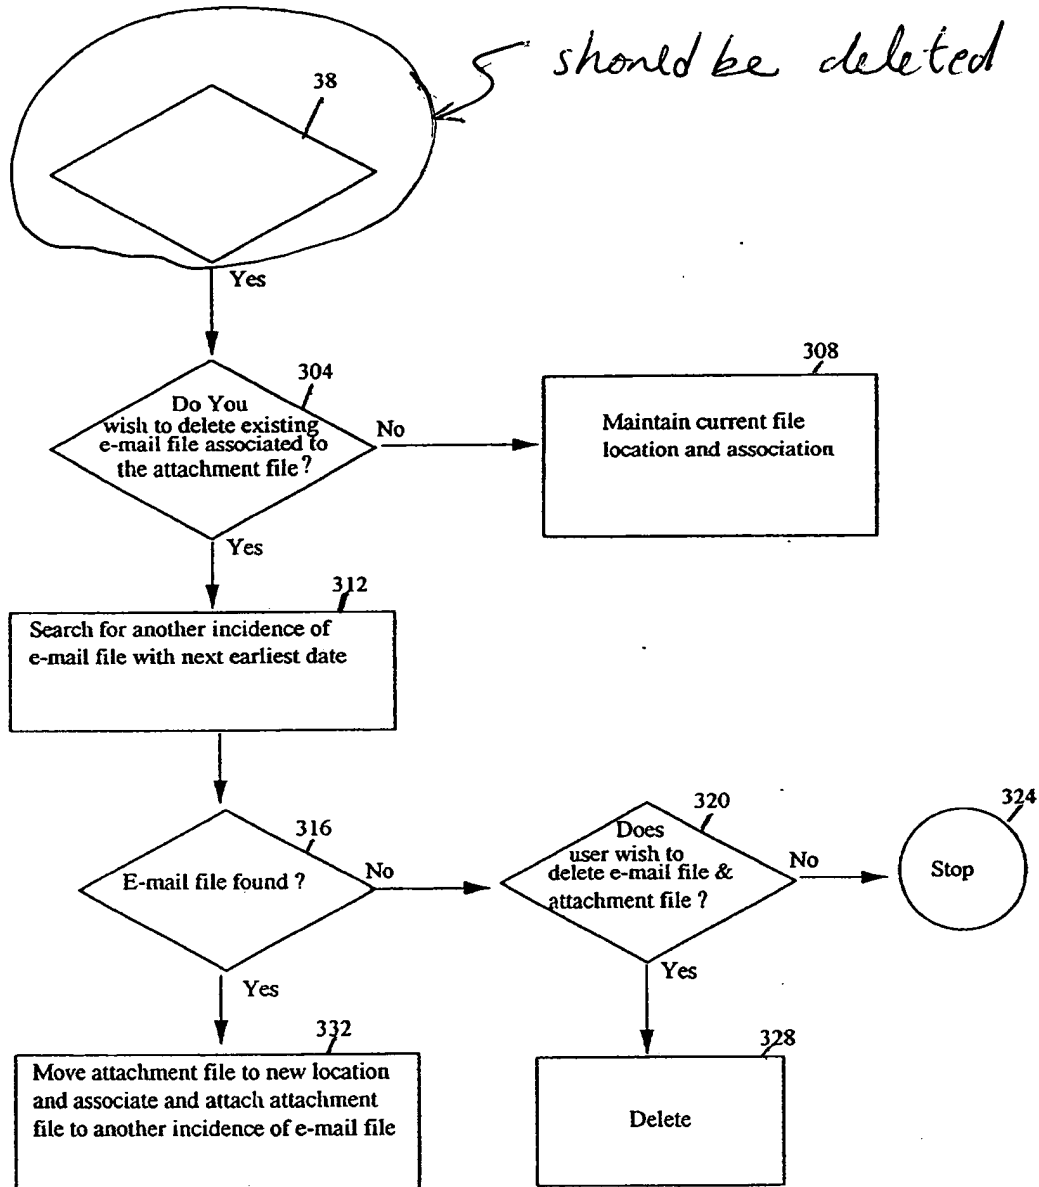 should be deleted
38
Yes
304
Do You
wish to delete existing
e-mail file associated to
the attachment file ?
No
308
Maintain current file
location and association
Yes
312
Search for another incidence of
e-mail file with next earliest date
316
E-mail file found ?
No
320
Does
user wish to
delete e-mail file &
attachment file ?
No
324
Stop
Yes
Yes
332
Move attachment file to new location
and associate and attach attachment
file to another incidence of e-mail file
328
Delete